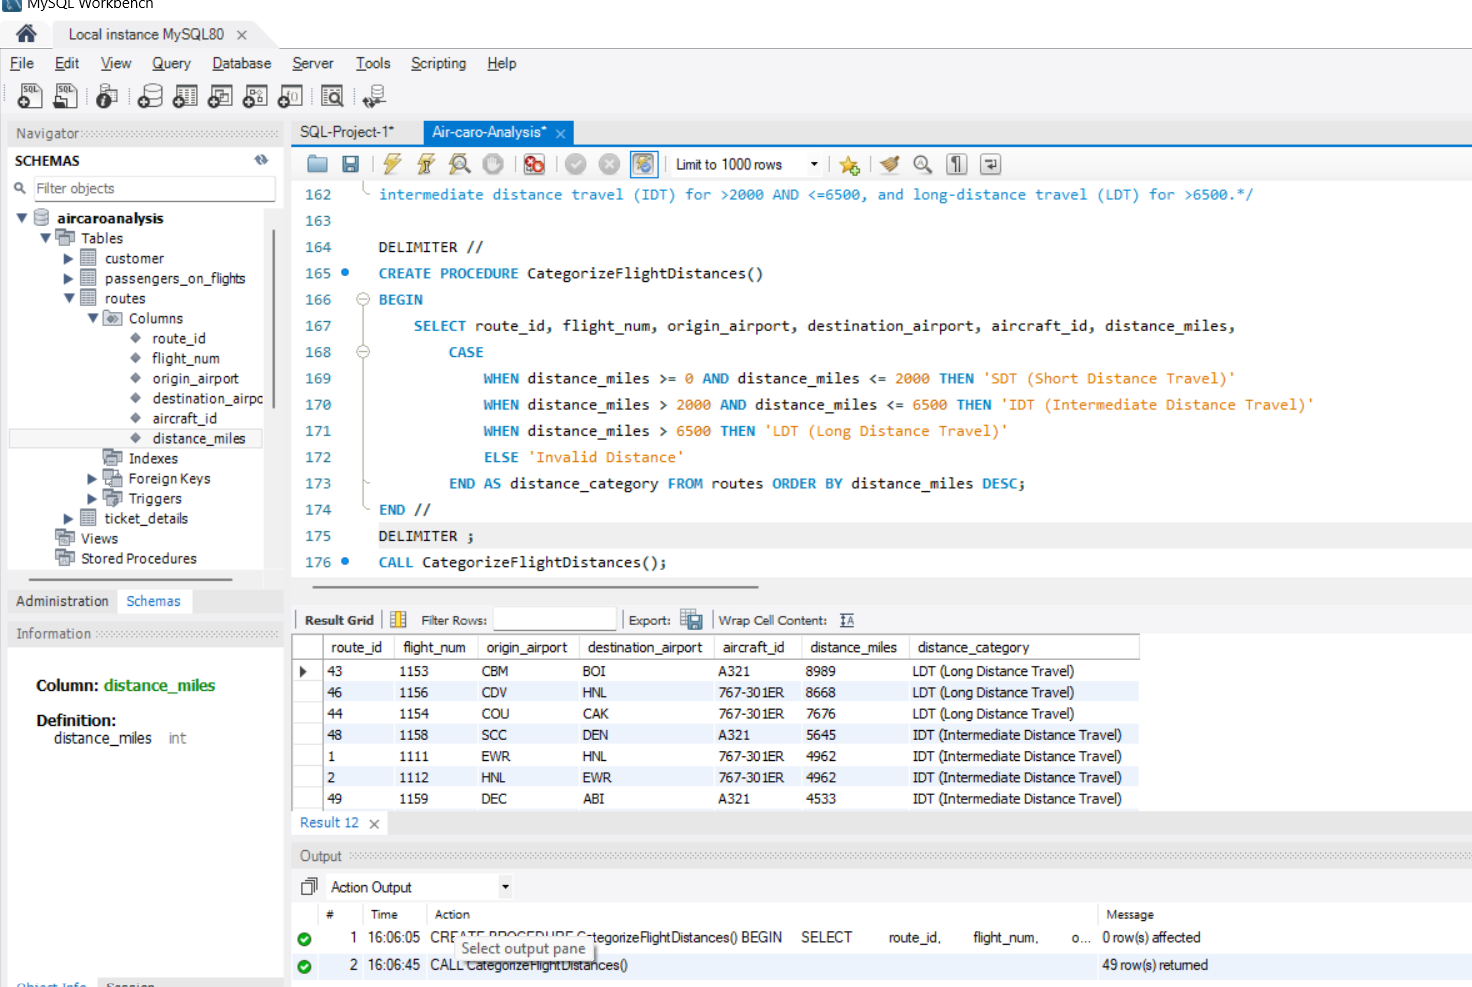 MySQL Workbench
Local instance MySQL80
File Edit View Query Database Server Tools Scripting Help
Navigator
SCHEMAS
Filter objects
aircaroanalysis
Tables
customer
passengers_on_flights
routes
Columns
route_id
flight_num
origin_airport
destination_airpo
aircraft_id
distance_miles
Indexes
Foreign Keys
Triggers
ticket_details
Views
Stored Procedures
Administration Schemas
Information
Column: distance_miles
Definition:
distance_miles int
Object Info Session
SQL-Project-1* Air-caro-Analysis*
Limit to 1000 rows
162 intermediate distance travel (IDT) for >2000 AND <=6500, and long-distance travel (LDT) for >6500.*/
163
164 DELIMITER //
165 CREATE PROCEDURE CategorizeFlightDistances()
166 BEGIN
167 SELECT route_id, flight_num, origin_airport, destination_airport, aircraft_id, distance_miles,
168 CASE
169 WHEN distance_miles >= 0 AND distance_miles <= 2000 THEN 'SDT (Short Distance Travel)'
170 WHEN distance_miles > 2000 AND distance_miles <= 6500 THEN 'IDT (Intermediate Distance Travel)'
171 WHEN distance_miles > 6500 THEN 'LDT (Long Distance Travel)'
172 ELSE 'Invalid Distance'
173 END AS distance_category FROM routes ORDER BY distance_miles DESC;
174 END //
175 DELIMITER ;
176 CALL CategorizeFlightDistances();
Result Grid Filter Rows: Export: Wrap Cell Content:
route_id flight_num origin_airport destination_airport aircraft_id distance_miles distance_category
43 1153 CBM BOI A321 8989 LDT (Long Distance Travel)
46 1156 CDV HNL 767-301ER 8668 LDT (Long Distance Travel)
44 1154 COU CAK 767-301ER 7676 LDT (Long Distance Travel)
48 1158 SCC DEN A321 5645 IDT (Intermediate Distance Travel)
1 1111 EWR HNL 767-301ER 4962 IDT (Intermediate Distance Travel)
2 1112 HNL EWR 767-301ER 4962 IDT (Intermediate Distance Travel)
49 1159 DEC ABI A321 4533 IDT (Intermediate Distance Travel)
Result 12
Output
Action Output
# Time Action Message
1 16:06:05 CREATE PROCEDURE CategorizeFlightDistances() BEGIN SELECT route_id, flight_num, o... 0 row(s) affected
Select output pane
2 16:06:45 CALL CategorizeFlightDistances() 49 row(s) returned